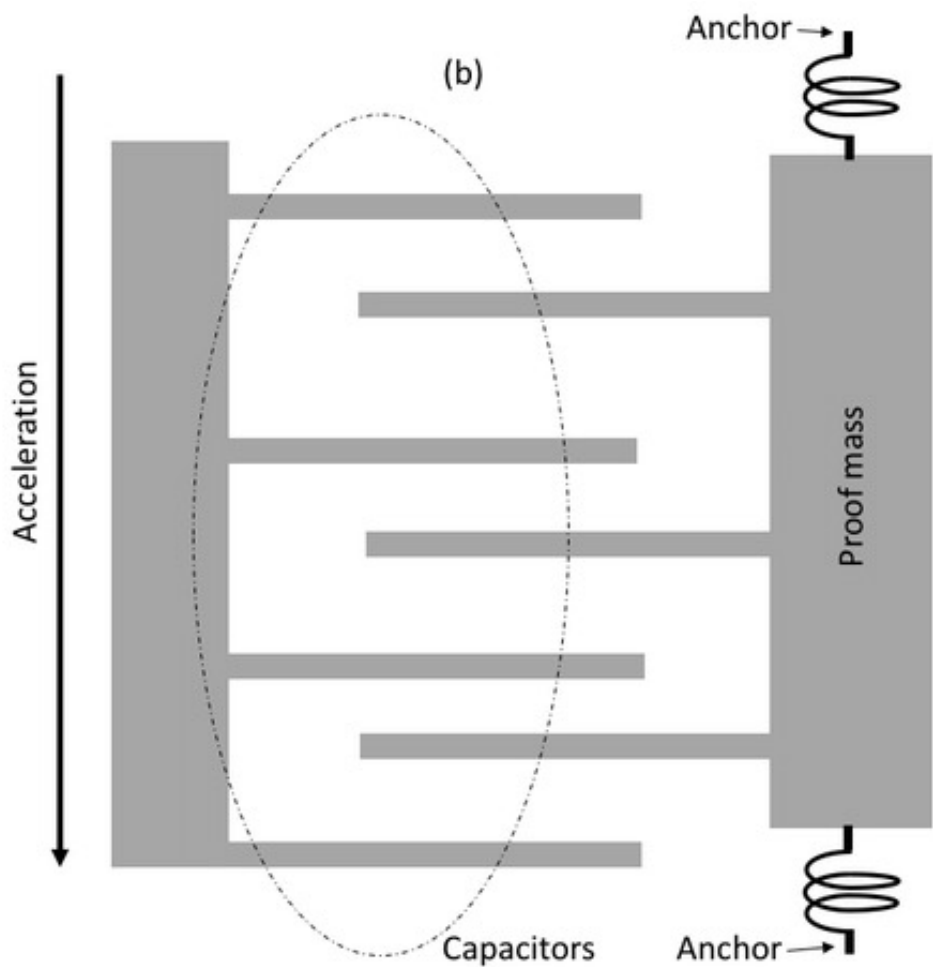 Anchor
(b)
Acceleration
Proof mass
Capacitors
Anchor